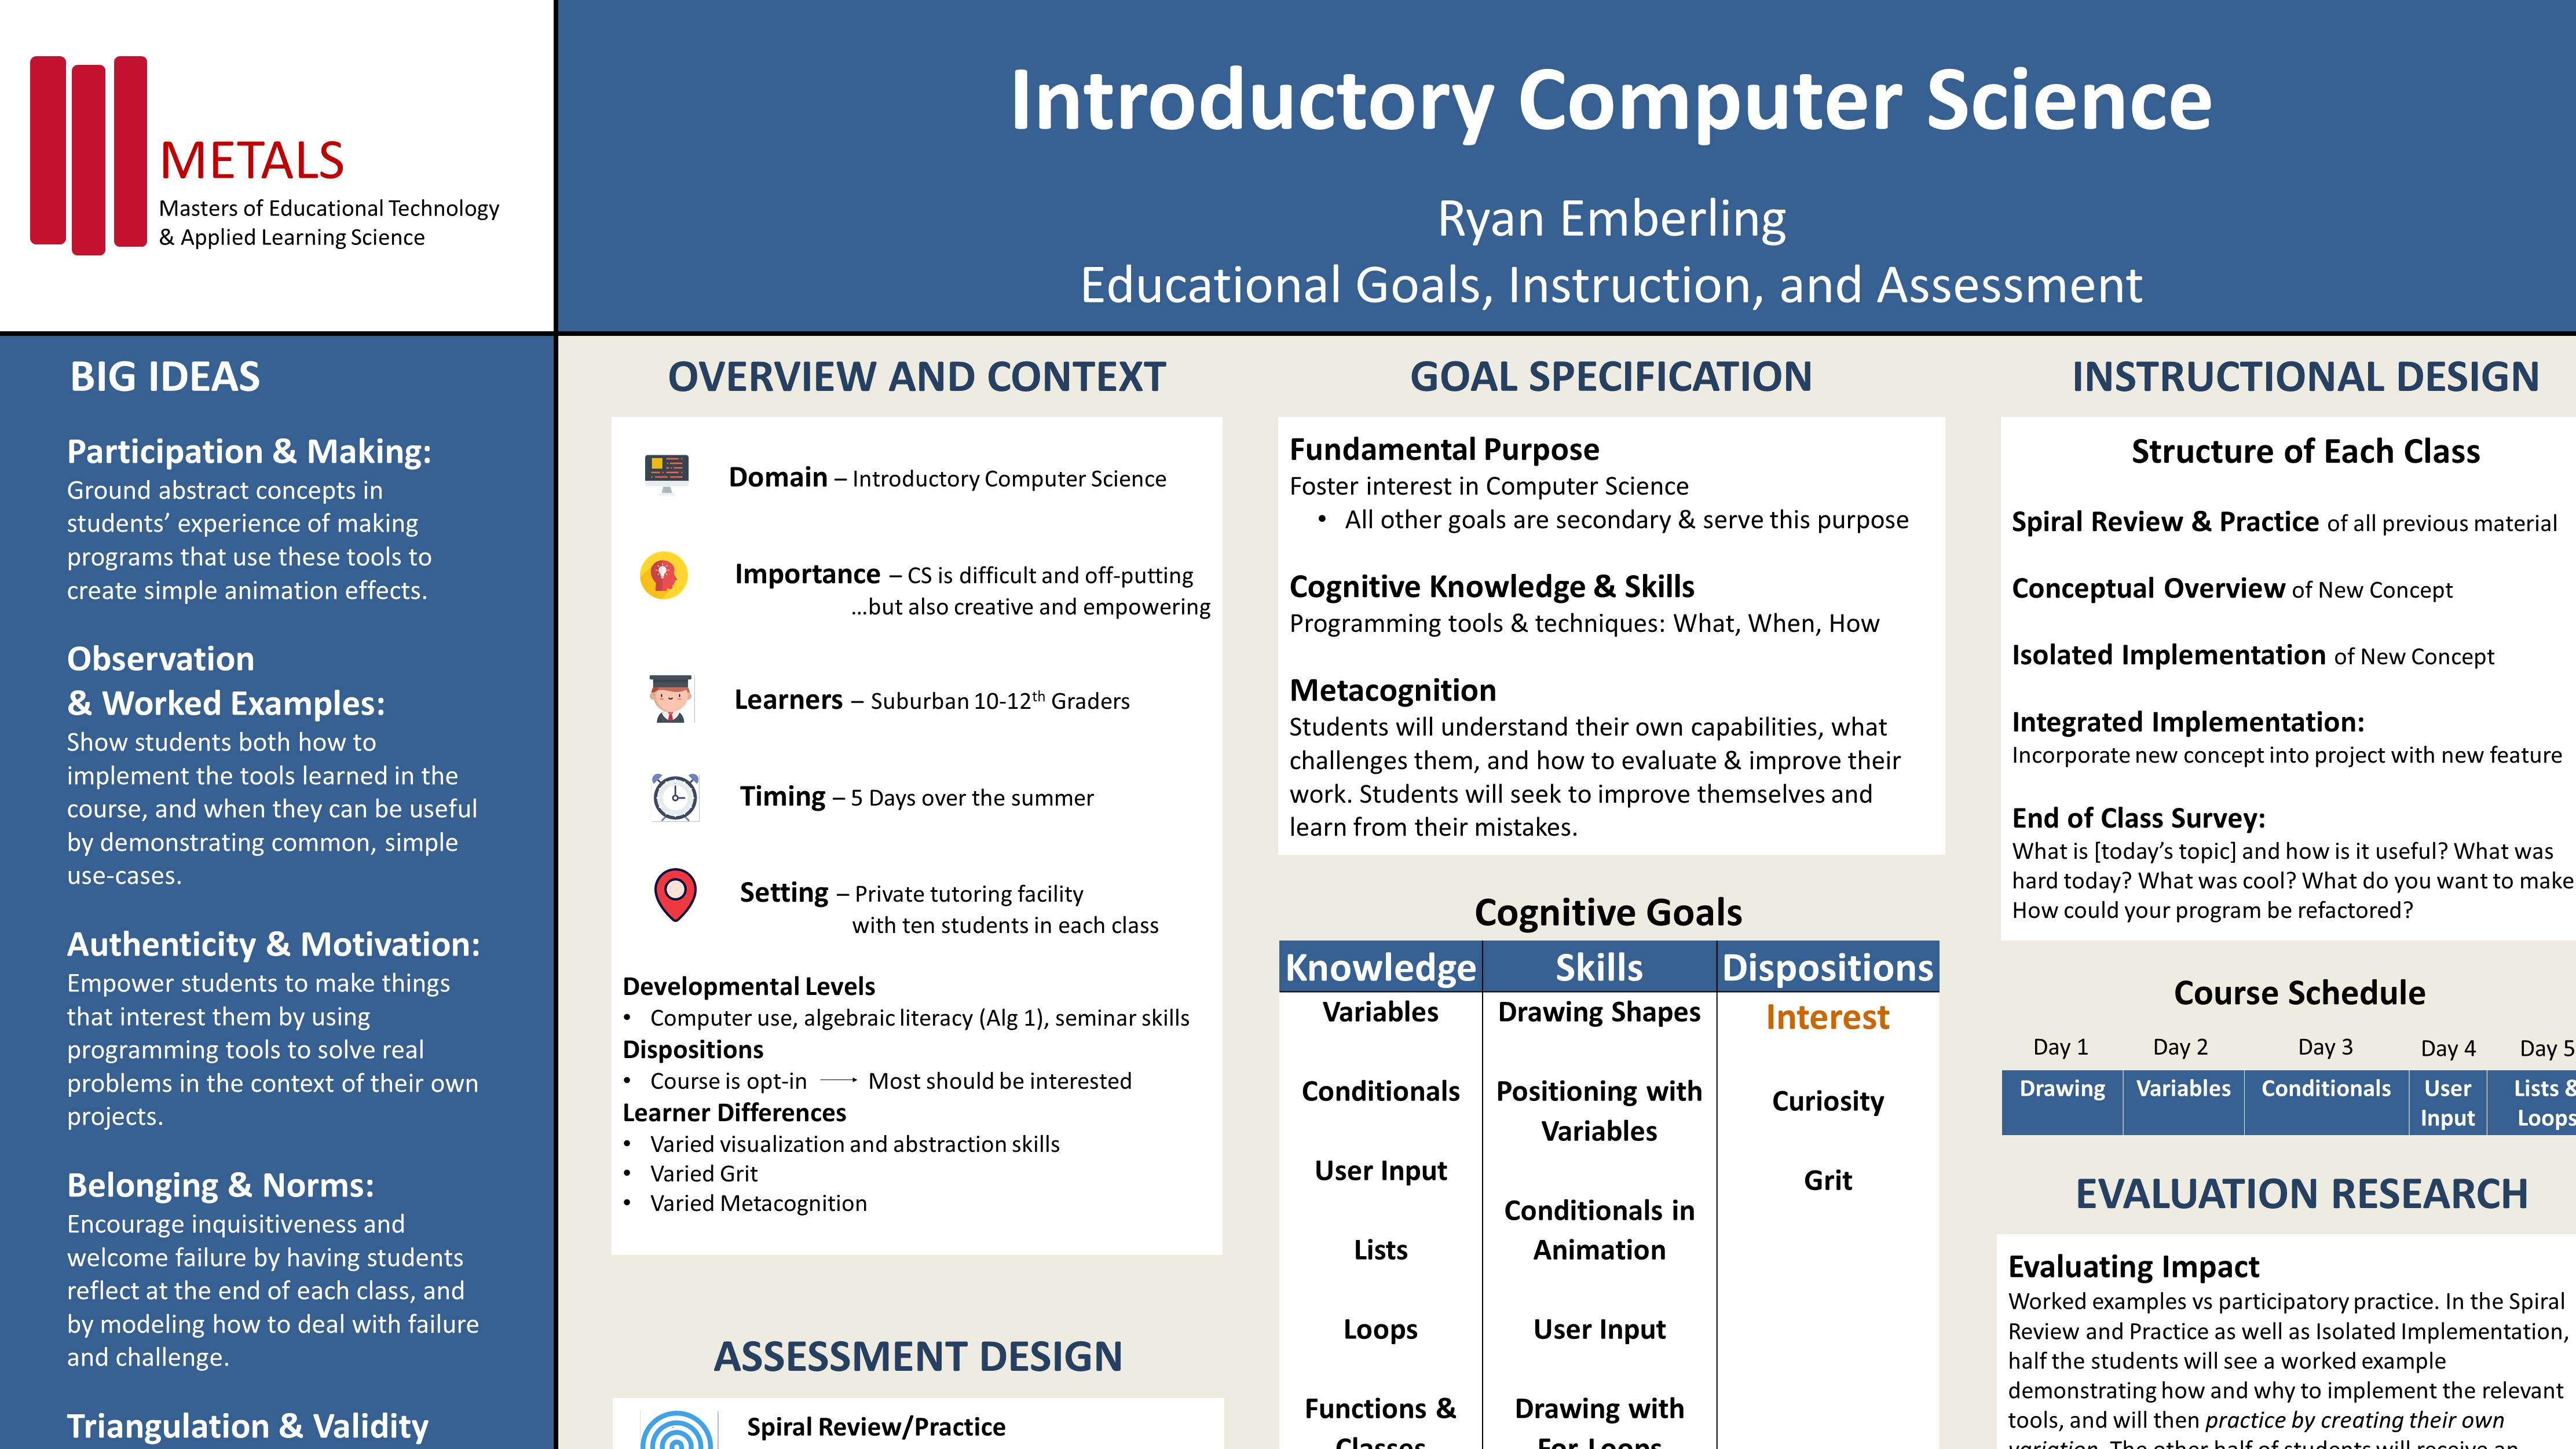 METALS
Masters of Educational Technology
& Applied Learning Science
Introductory Computer Science
Ryan Emberling
Educational Goals, Instruction, and Assessment
BIG IDEAS
Participation & Making:
Ground abstract concepts in
students’ experience of making
programs that use these tools to
create simple animation effects.
Observation
& Worked Examples:
Show students both how to
implement the tools learned in the
course, and when they can be useful
by demonstrating common, simple
use-cases.
Authenticity & Motivation:
Empower students to make things
that interest them by using
programming tools to solve real
problems in the context of their own
projects.
Belonging & Norms:
Encourage inquisitiveness and
welcome failure by having students
reflect at the end of each class, and
by modeling how to deal with failure
and challenge.
Triangulation & Validity
OVERVIEW AND CONTEXT
Domain – Introductory Computer Science
Importance – CS is difficult and off-putting
...but also creative and empowering
Learners – Suburban 10-12th Graders
Timing – 5 Days over the summer
Setting – Private tutoring facility
with ten students in each class
Developmental Levels
• Computer use, algebraic literacy (Alg 1), seminar skills
Dispositions
• Course is opt-in → Most should be interested
Learner Differences
• Varied visualization and abstraction skills
• Varied Grit
• Varied Metacognition
ASSESSMENT DESIGN
Spiral Review/Practice
GOAL SPECIFICATION
Fundamental Purpose
Foster interest in Computer Science
• All other goals are secondary & serve this purpose
Cognitive Knowledge & Skills
Programming tools & techniques: What, When, How
Metacognition
Students will understand their own capabilities, what
challenges them, and how to evaluate & improve their
work. Students will seek to improve themselves and
learn from their mistakes.
Cognitive Goals
Knowledge
Variables
Conditionals
User Input
Lists
Loops
Functions &
Classes
Skills
Drawing Shapes
Positioning with
Variables
Conditionals in
Animation
User Input
Drawing with
For Loops
Dispositions
Interest
Curiosity
Grit
INSTRUCTIONAL DESIGN
Structure of Each Class
Spiral Review & Practice of all previous material
Conceptual Overview of New Concept
Isolated Implementation of New Concept
Integrated Implementation:
Incorporate new concept into project with new feature
End of Class Survey:
What is [today’s topic] and how is it useful? What was
hard today? What was cool? What do you want to make
How could your program be refactored?
Course Schedule
Day 1 Day 2 Day 3 Day 4 Day 5
Drawing Variables Conditionals User Lists &
Input Loops
EVALUATION RESEARCH
Evaluating Impact
Worked examples vs participatory practice. In the Spiral
Review and Practice as well as Isolated Implementation,
half the students will see a worked example
demonstrating how and why to implement the relevant
tools, and will then practice by creating their own
variation. The other half of students will receive an